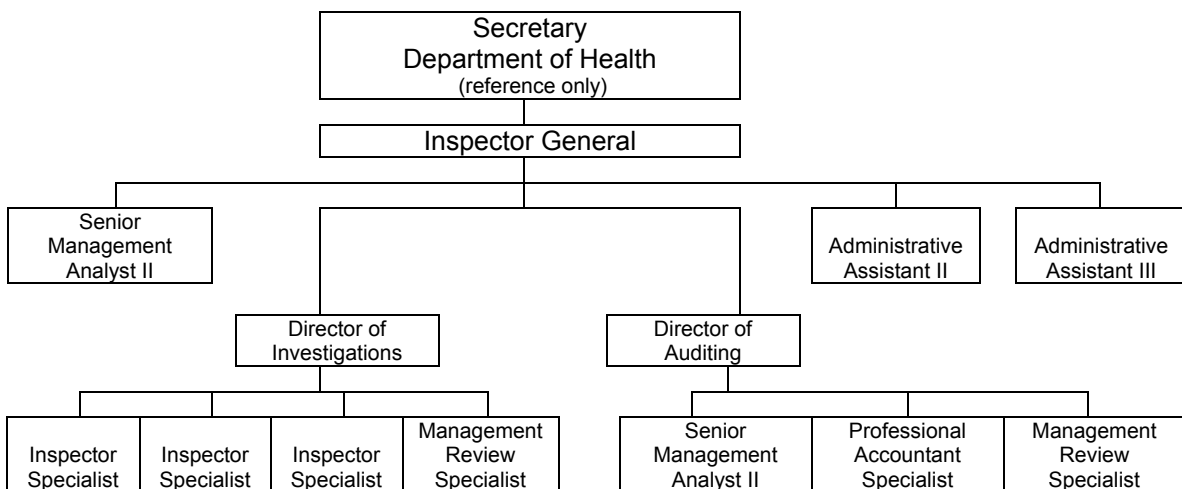 Secretary
Department of Health
(reference only)
Inspector General
Senior
Management
Analyst II
Administrative
Assistant II
Administrative
Assistant III
Director of
Investigations
Director of
Auditing
Inspector
Specialist
Inspector
Specialist
Inspector
Specialist
Management
Review
Specialist
Senior
Management
Analyst II
Professional
Accountant
Specialist
Management
Review
Specialist